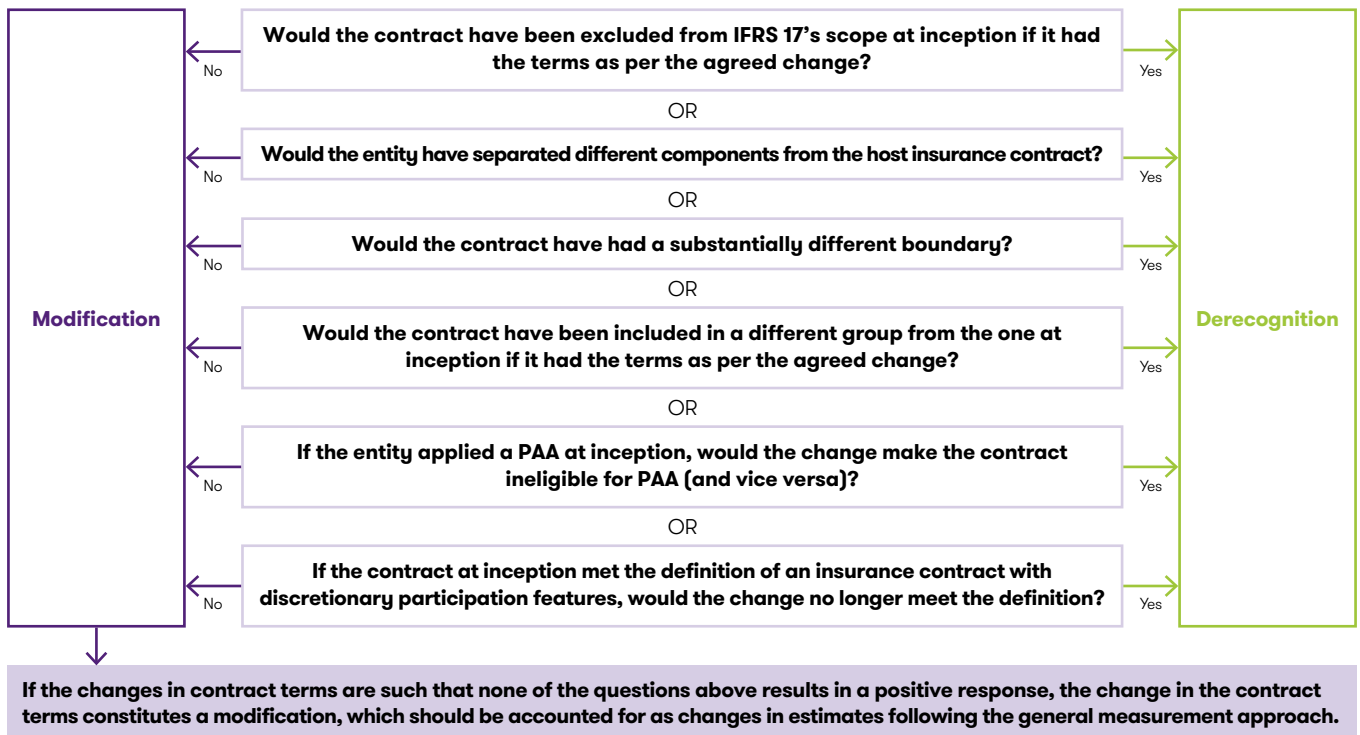 Would the contract have been excluded from IFRS 17’s scope at inception if it had
the terms as per the agreed change?
No
Yes
OR
Would the entity have separated different components from the host insurance contract?
No
Yes
OR
Would the contract have had a substantially different boundary?
No
Yes
OR
Modification
Derecognition
Would the contract have been included in a different group from the one at
inception if it had the terms as per the agreed change?
No
Yes
OR
If the entity applied a PAA at inception, would the change make the contract
ineligible for PAA (and vice versa)?
No
Yes
OR
If the contract at inception met the definition of an insurance contract with
discretionary participation features, would the change no longer meet the definition?
No
Yes
If the changes in contract terms are such that none of the questions above results in a positive response, the change in the contract
terms constitutes a modification, which should be accounted for as changes in estimates following the general measurement approach.